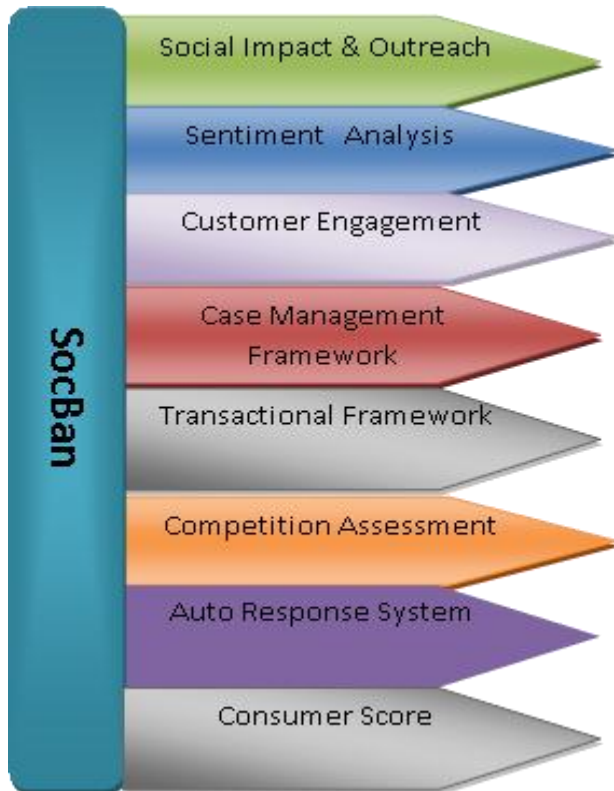 Social Impact & Outreach
Sentiment Analysis
Customer Engagement
Case Management
Framework
SocBan
Transactional Framework
Competition Assessment
Auto Response System
Consumer Score